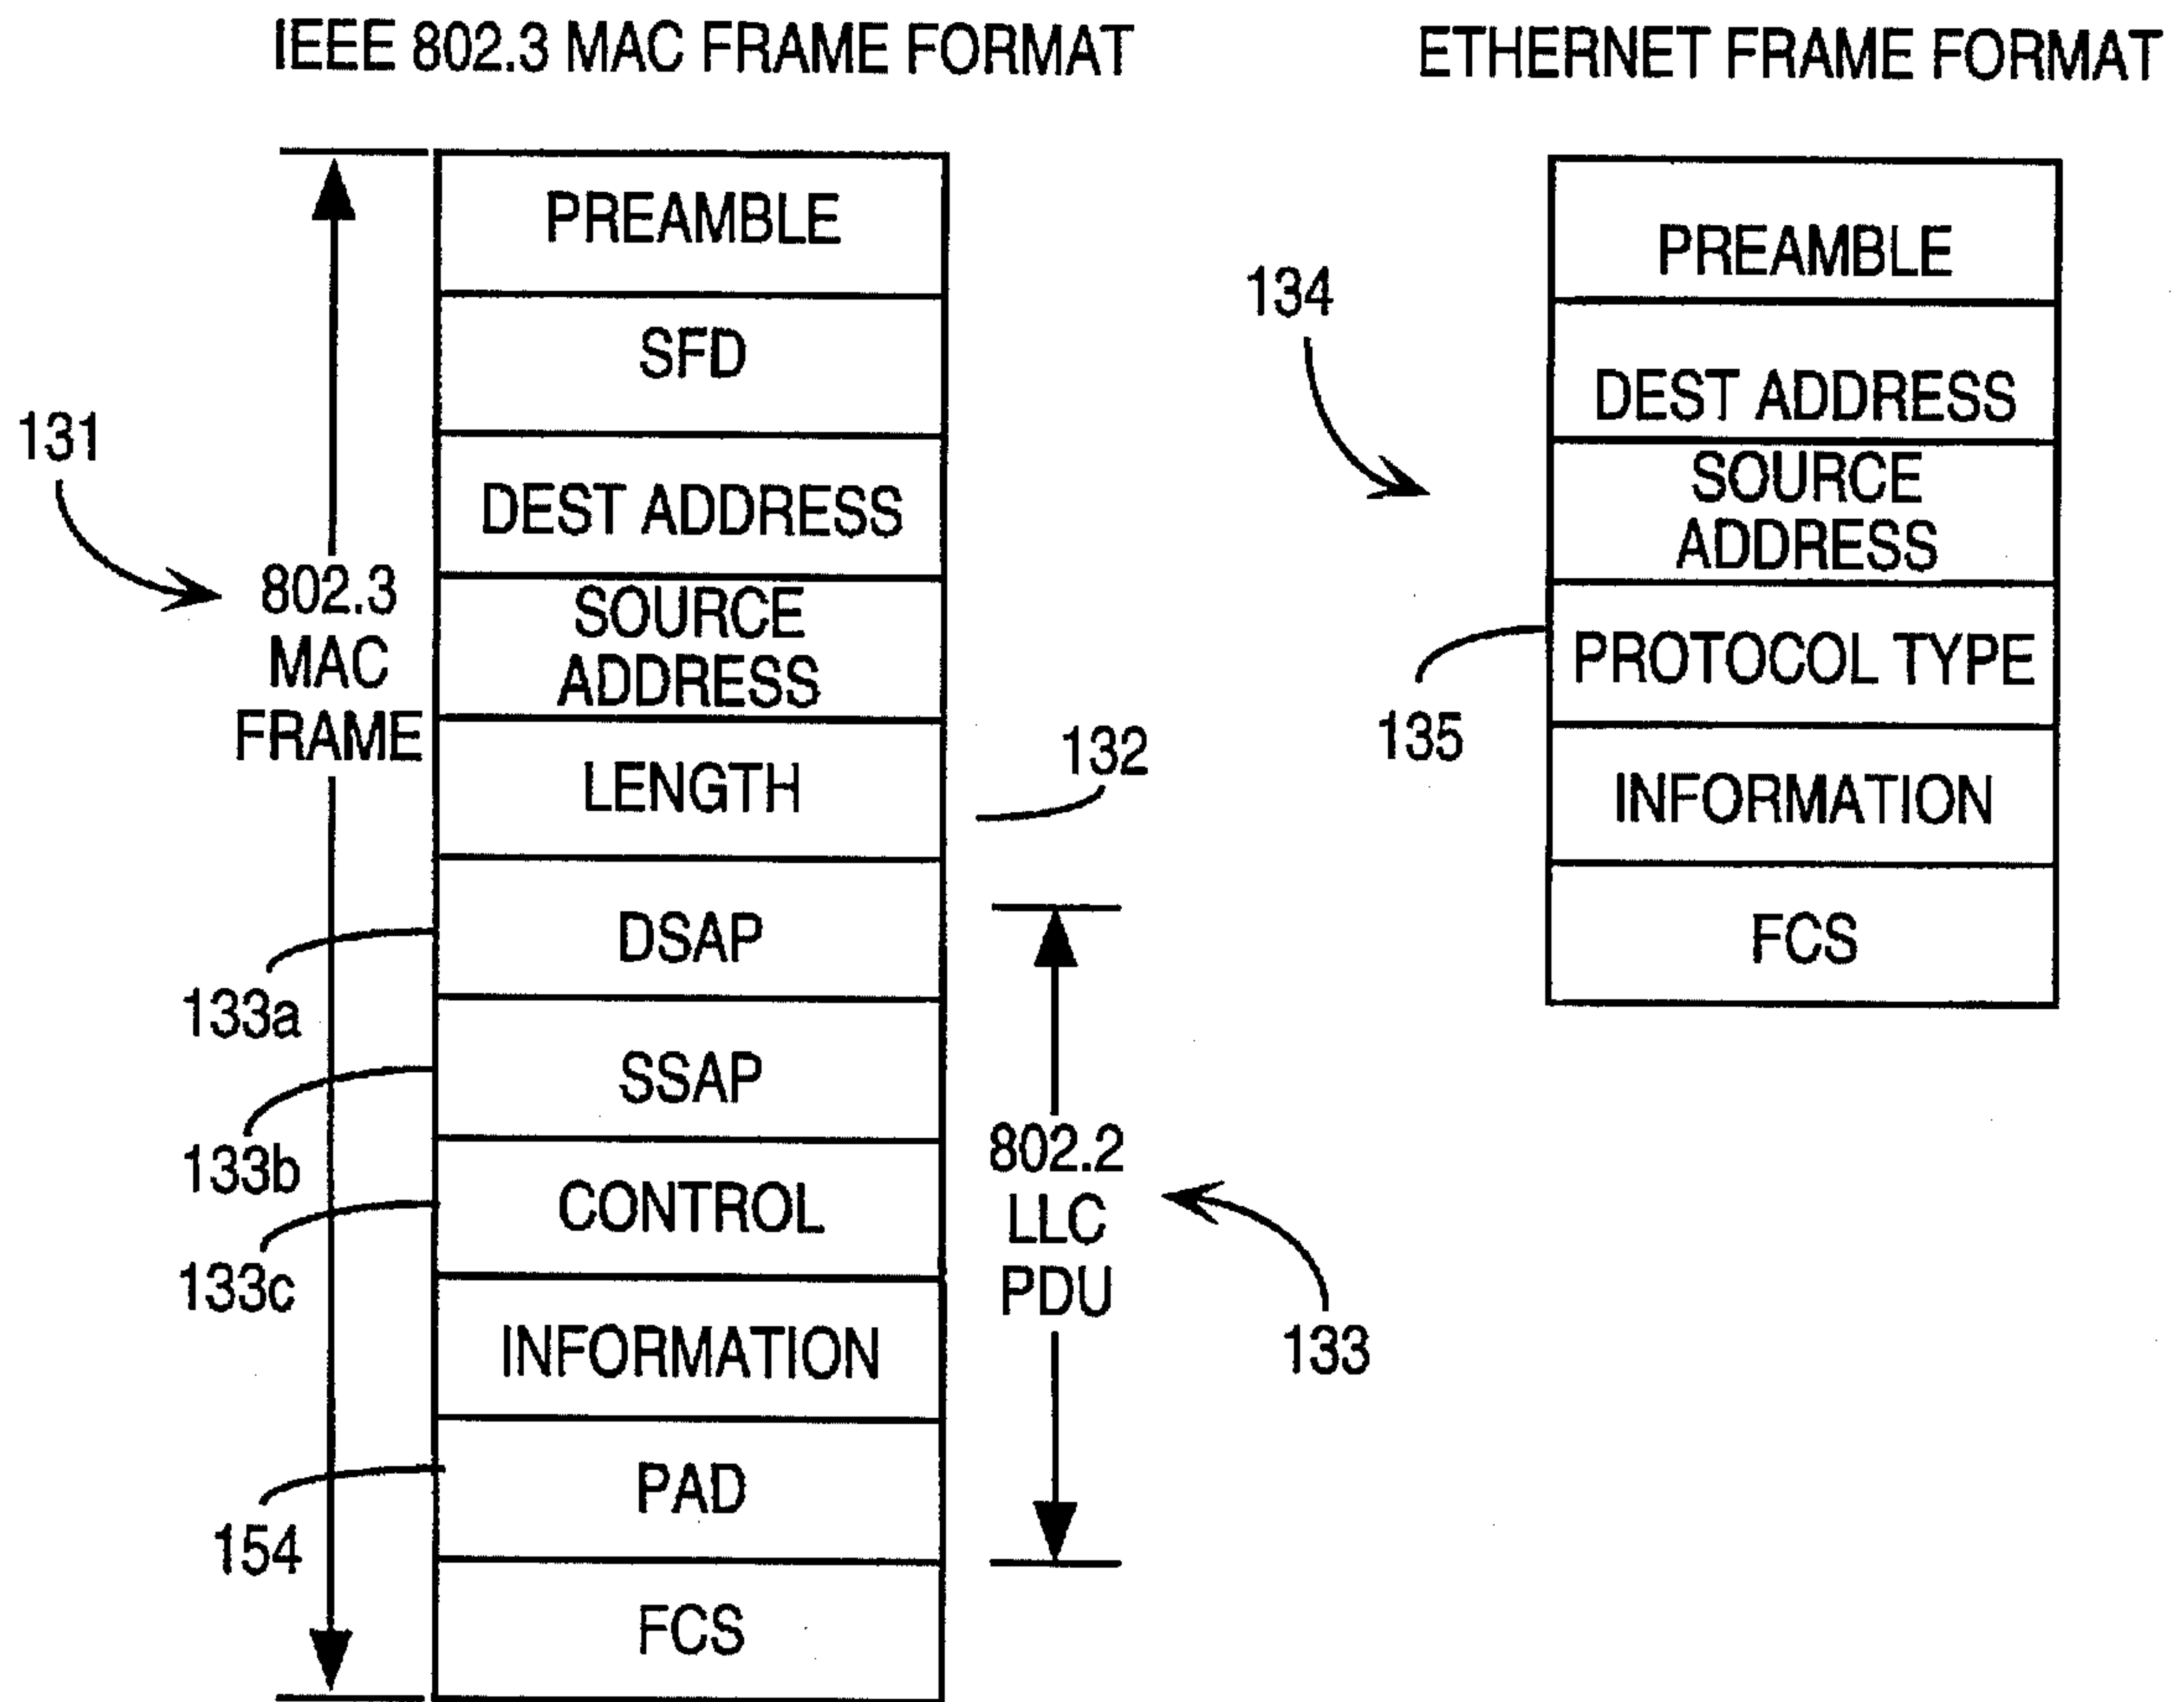 IEEE 802.3 MAC FRAME FORMAT
PREAMBLE
SFD
DEST ADDRESS
SOURCE
ADDRESS
LENGTH
DSAP
SSAP
CONTROL
INFORMATION
PAD
FCS
131
802.3
MAC
FRAME
132
133a
133b
133c
154
802.2
LLC
PDU
133
ETHERNET FRAME FORMAT
134
PREAMBLE
DEST ADDRESS
SOURCE
ADDRESS
PROTOCOL TYPE
INFORMATION
FCS
135